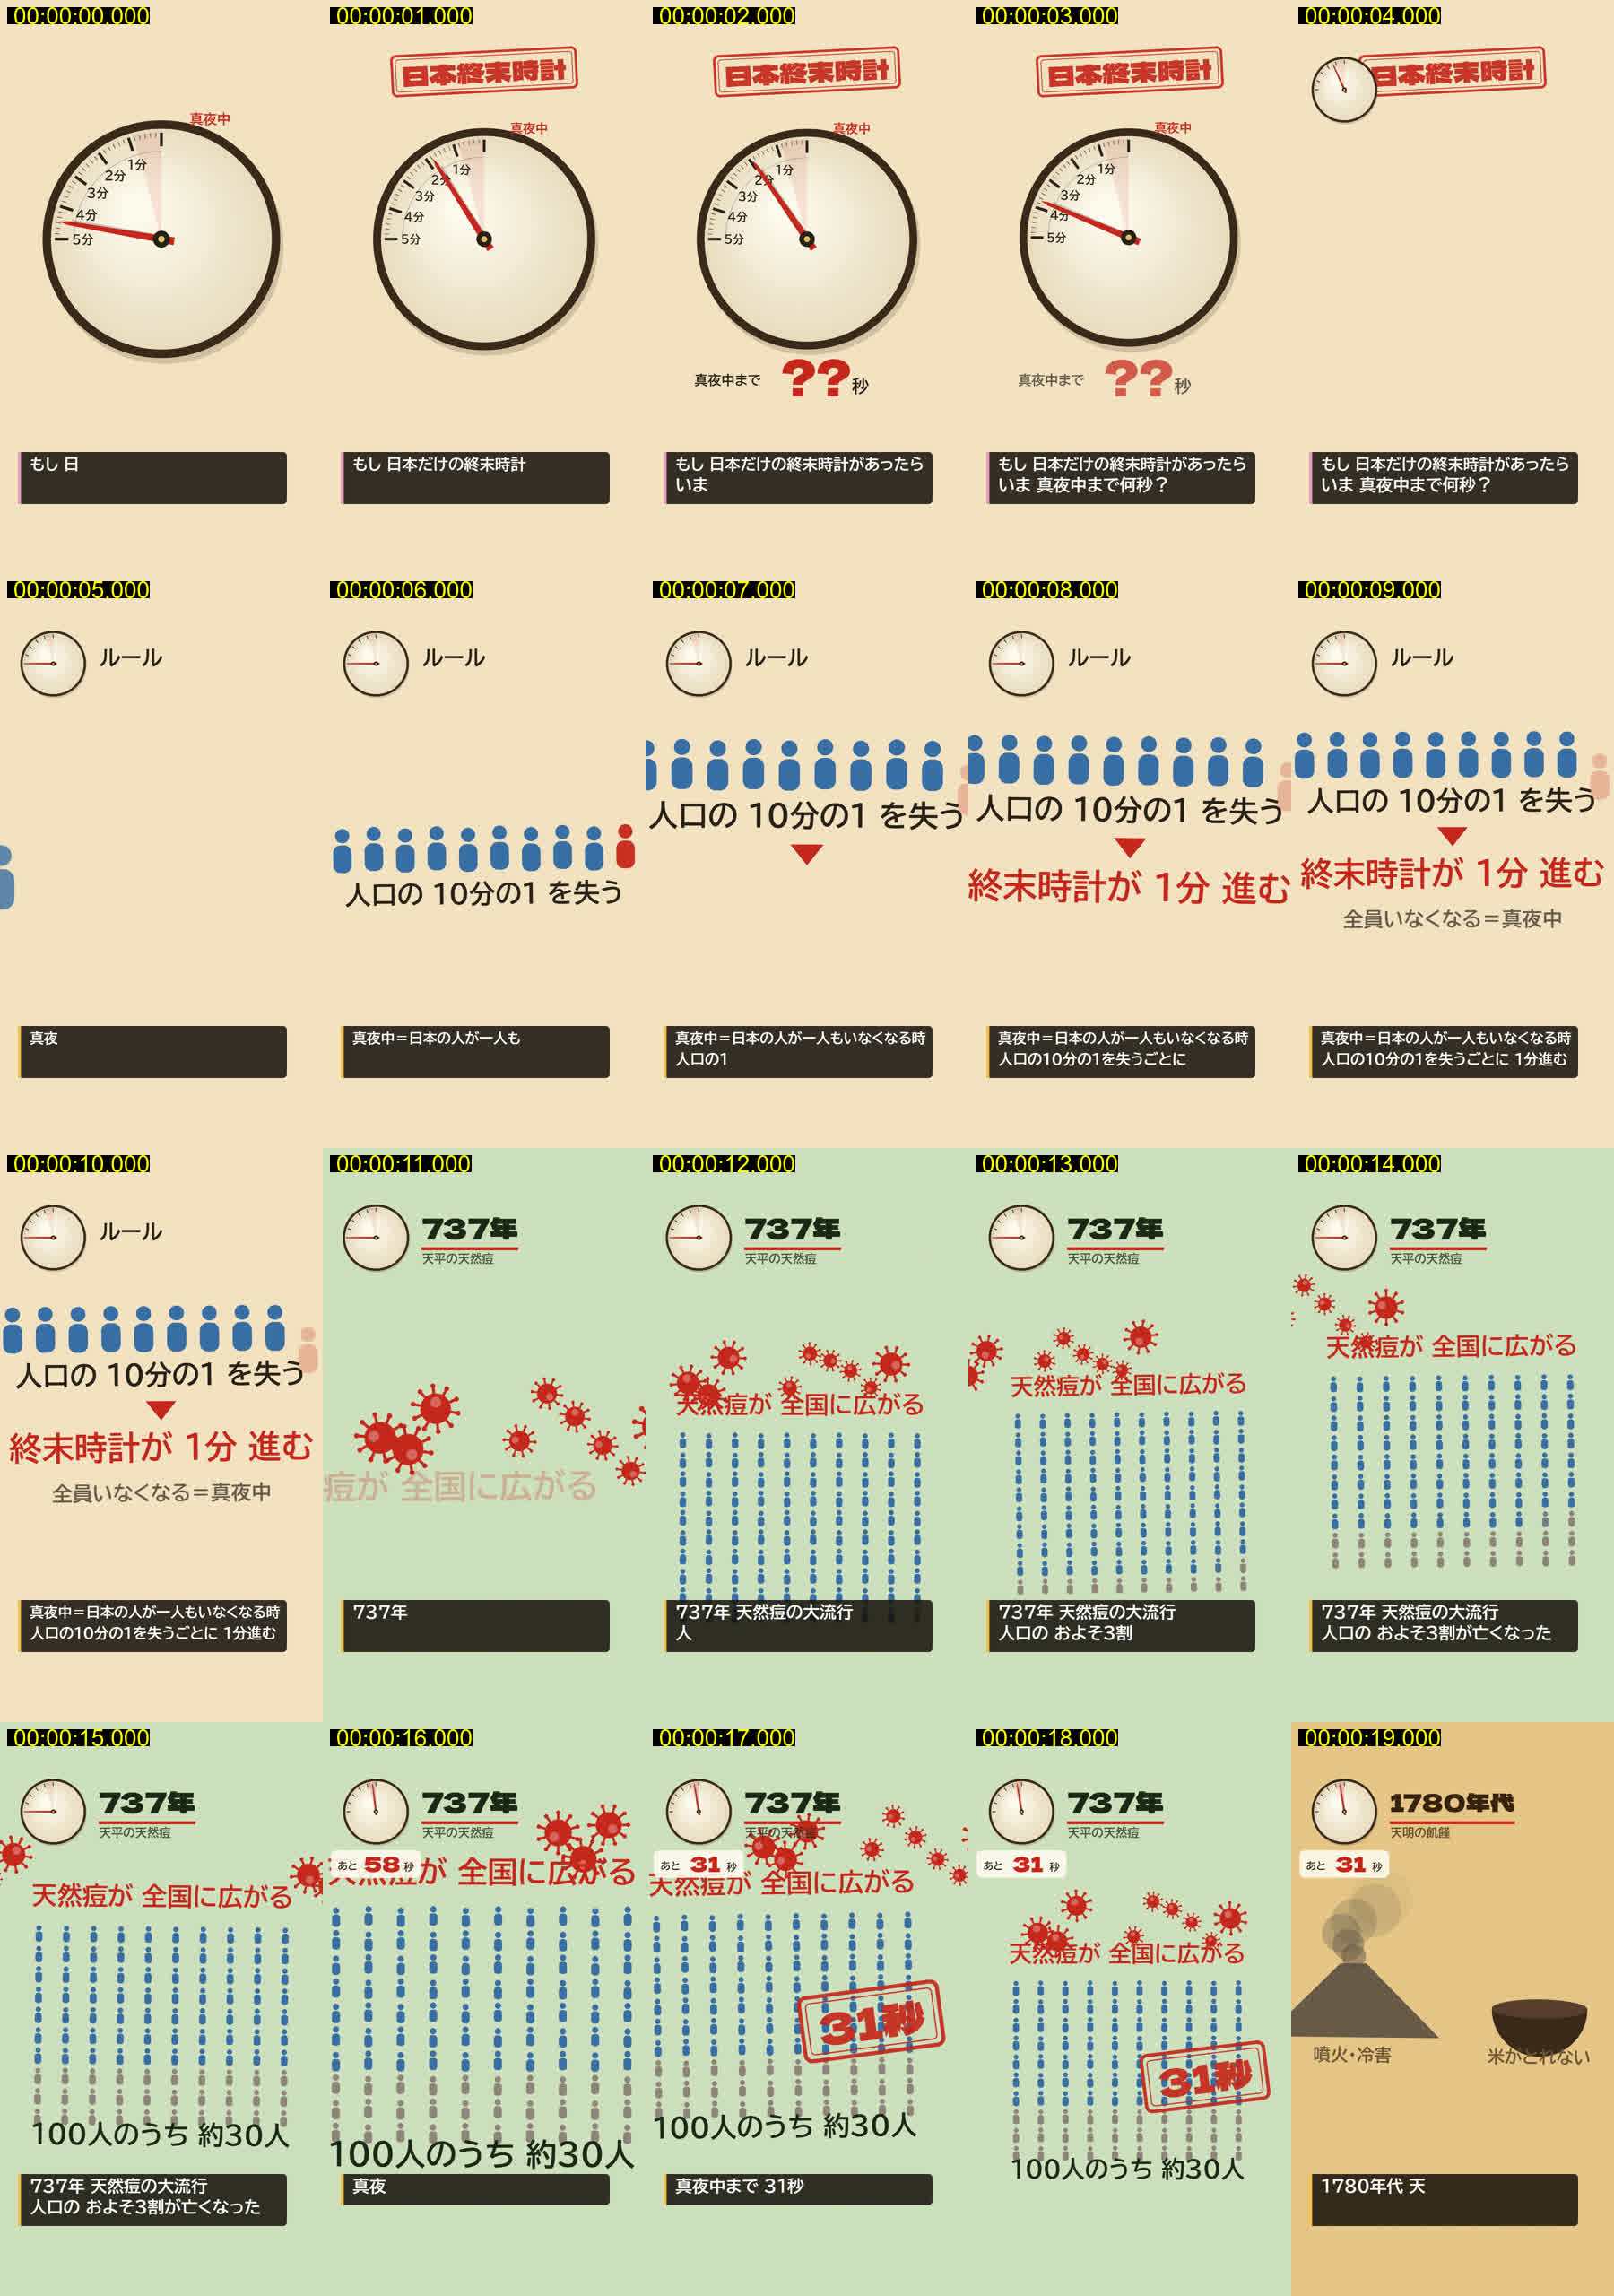 00:00:00.000
真夜中
1分
2分
3分
4分
5分
もし 日
00:00:01.000
日本終末時計
真夜中
1分
2分
3分
4分
5分
もし 日本だけの終末時計
00:00:02.000
日本終末時計
真夜中
1分
2分
3分
4分
5分
真夜中まで ??秒
もし 日本だけの終末時計があったら
いま
00:00:03.000
日本終末時計
真夜中
1分
2分
3分
4分
5分
真夜中まで ??秒
もし 日本だけの終末時計があったら
いま 真夜中まで何秒？
00:00:04.000
日本終末時計
もし 日本だけの終末時計があったら
いま 真夜中まで何秒？
00:00:05.000
ルール
真夜
00:00:06.000
ルール
人口の 10分の1 を失う
真夜中＝日本の人が一人も
00:00:07.000
ルール
人口の 10分の1 を失う
真夜中＝日本の人が一人もいなくなる時
人口の1
00:00:08.000
ルール
人口の 10分の1 を失う
終末時計が 1分 進む
真夜中＝日本の人が一人もいなくなる時
人口の10分の1を失うごとに
00:00:09.000
ルール
人口の 10分の1 を失う
終末時計が 1分 進む
全員いなくなる＝真夜中
真夜中＝日本の人が一人もいなくなる時
人口の10分の1を失うごとに 1分進む
00:00:10.000
ルール
人口の 10分の1 を失う
終末時計が 1分 進む
全員いなくなる＝真夜中
真夜中＝日本の人が一人もいなくなる時
人口の10分の1を失うごとに 1分進む
00:00:11.000
737年
天平の天然痘
痘が 全国に広がる
737年
00:00:12.000
737年
天平の天然痘
天然痘が 全国に広がる
737年 天然痘の大流行
人
00:00:13.000
737年
天平の天然痘
天然痘が 全国に広がる
737年 天然痘の大流行
人口の およそ3割
00:00:14.000
737年
天平の天然痘
天然痘が 全国に広がる
737年 天然痘の大流行
人口の およそ3割が亡くなった
00:00:15.000
737年
天平の天然痘
天然痘が 全国に広がる
100人のうち 約30人
737年 天然痘の大流行
人口の およそ3割が亡くなった
00:00:16.000
737年
天平の天然痘
あと 58 秒
天然痘が 全国に広がる
100人のうち 約30人
真夜
00:00:17.000
737年
天平の天然痘
あと 31 秒
天然痘が 全国に広がる
31秒
100人のうち 約30人
真夜中まで 31秒
00:00:18.000
737年
天平の天然痘
あと 31 秒
天然痘が 全国に広がる
31秒
100人のうち 約30人
00:00:19.000
1780年代
天明の飢饉
あと 31 秒
噴火・冷害
米がとれない
1780年代 天